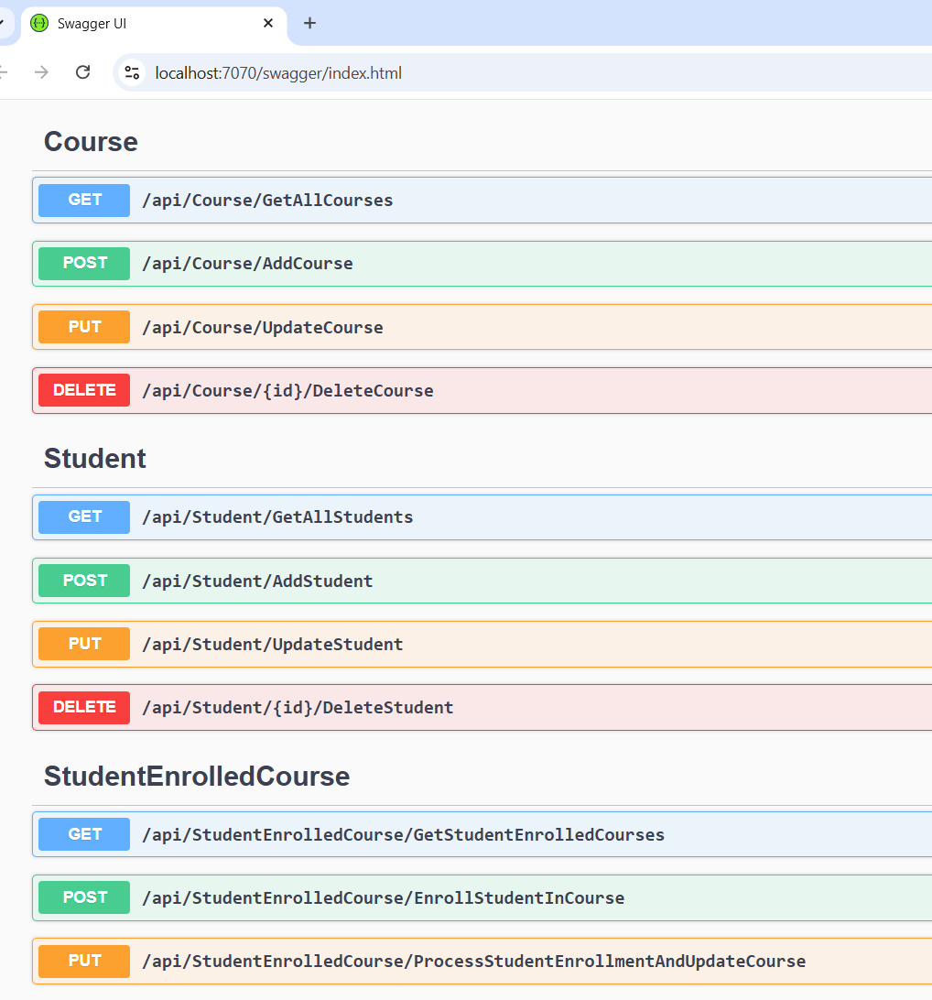 Swagger UI
localhost:7070/swagger/index.html
Course
GET /api/Course/GetAllCourses
POST /api/Course/AddCourse
PUT /api/Course/UpdateCourse
DELETE /api/Course/{id}/DeleteCourse
Student
GET /api/Student/GetAllStudents
POST /api/Student/AddStudent
PUT /api/Student/UpdateStudent
DELETE /api/Student/{id}/DeleteStudent
StudentEnrolledCourse
GET /api/StudentEnrolledCourse/GetStudentEnrolledCourses
POST /api/StudentEnrolledCourse/EnrollStudentInCourse
PUT /api/StudentEnrolledCourse/ProcessStudentEnrollmentAndUpdateCourse